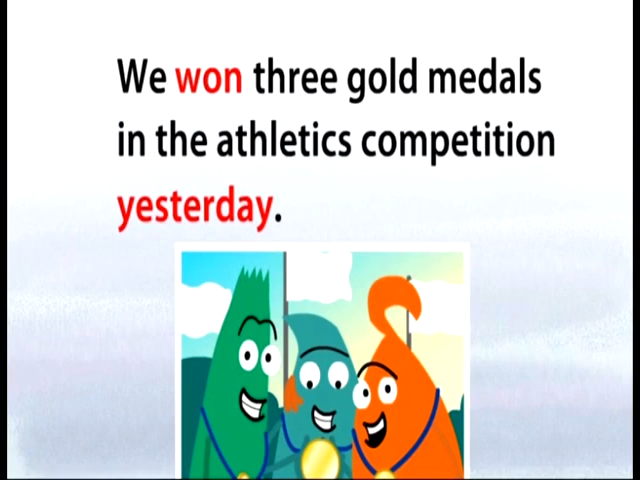 We won three gold medals
in the athletics competition
yesterday.